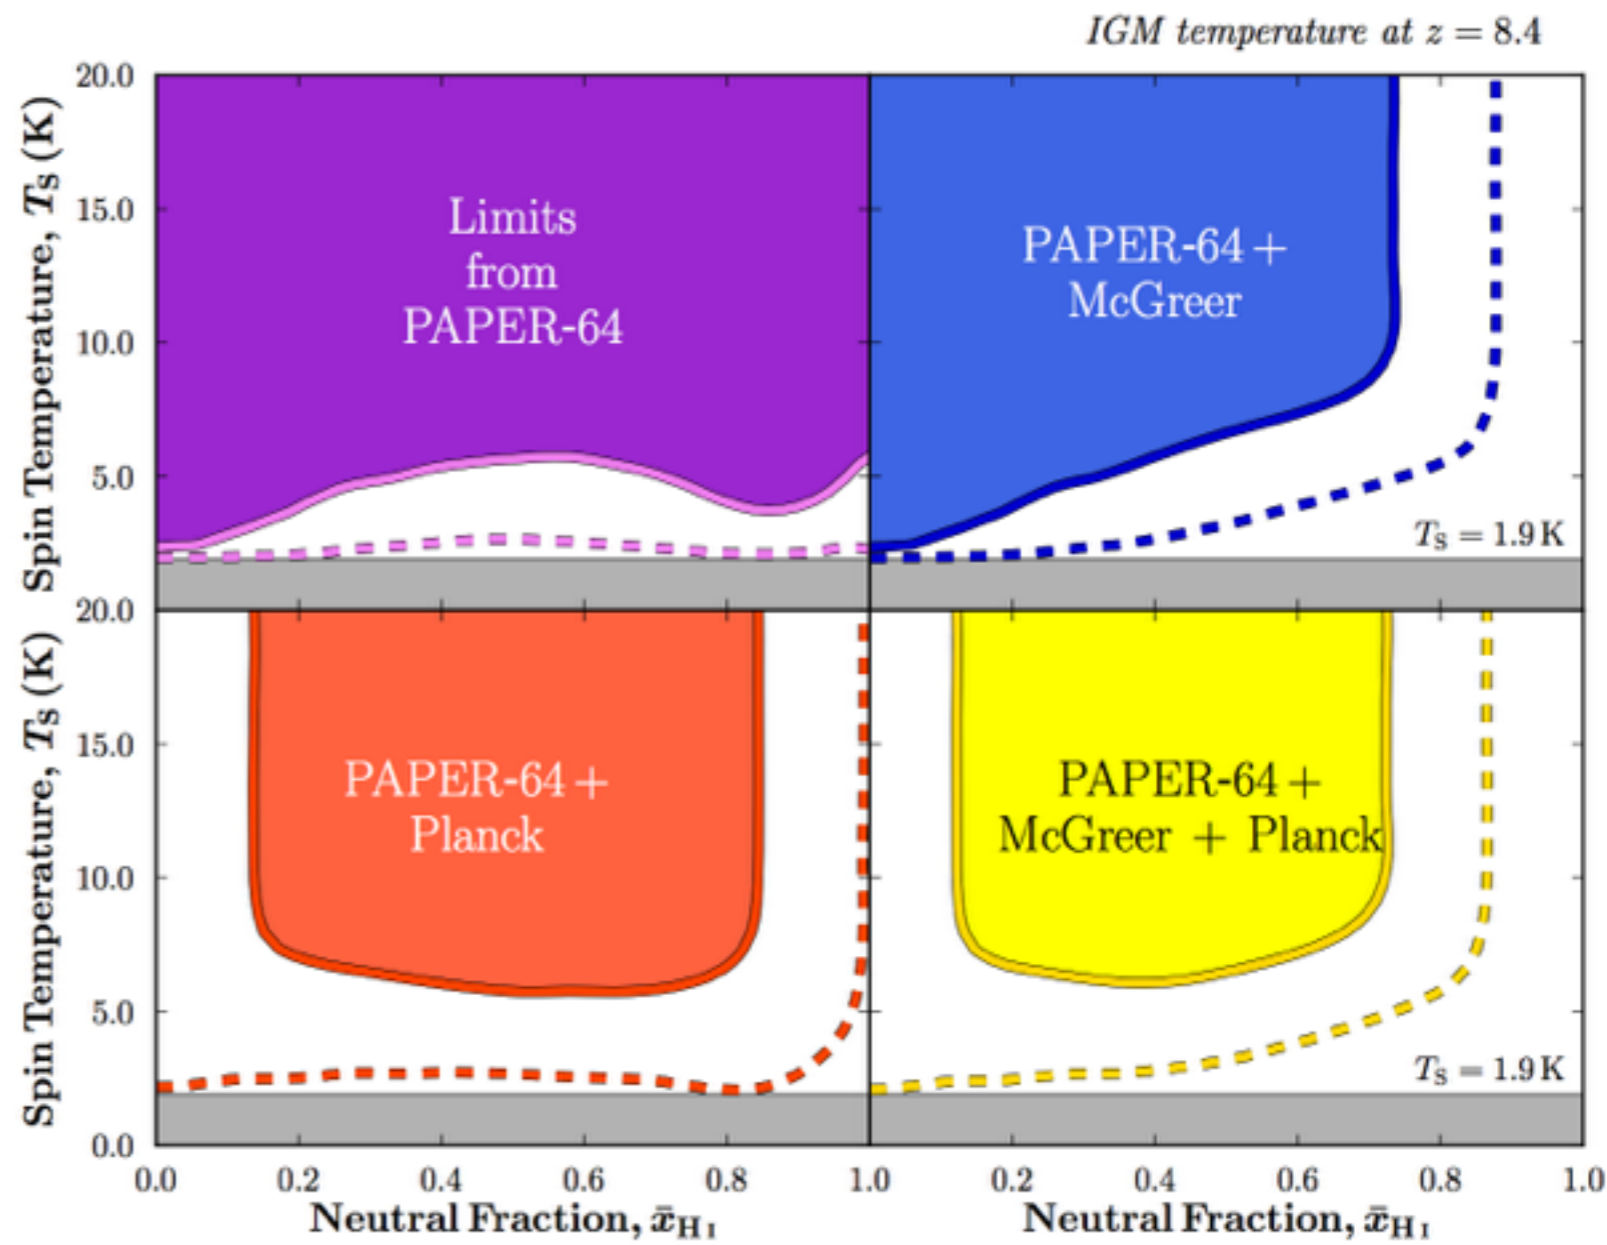 IGM temperature at z = 8.4
20.0
15.0
10.0
5.0
Spin Temperature, T_S (K)
Limits
from
PAPER-64
PAPER-64 +
McGreer
T_S = 1.9 K
20.0
15.0
10.0
5.0
0.0
Spin Temperature, T_S (K)
PAPER-64 +
Planck
PAPER-64 +
McGreer + Planck
T_S = 1.9 K
0.0 0.2 0.4 0.6 0.8 1.0 0.2 0.4 0.6 0.8 1.0
Neutral Fraction, x̄_H I
Neutral Fraction, x̄_H I